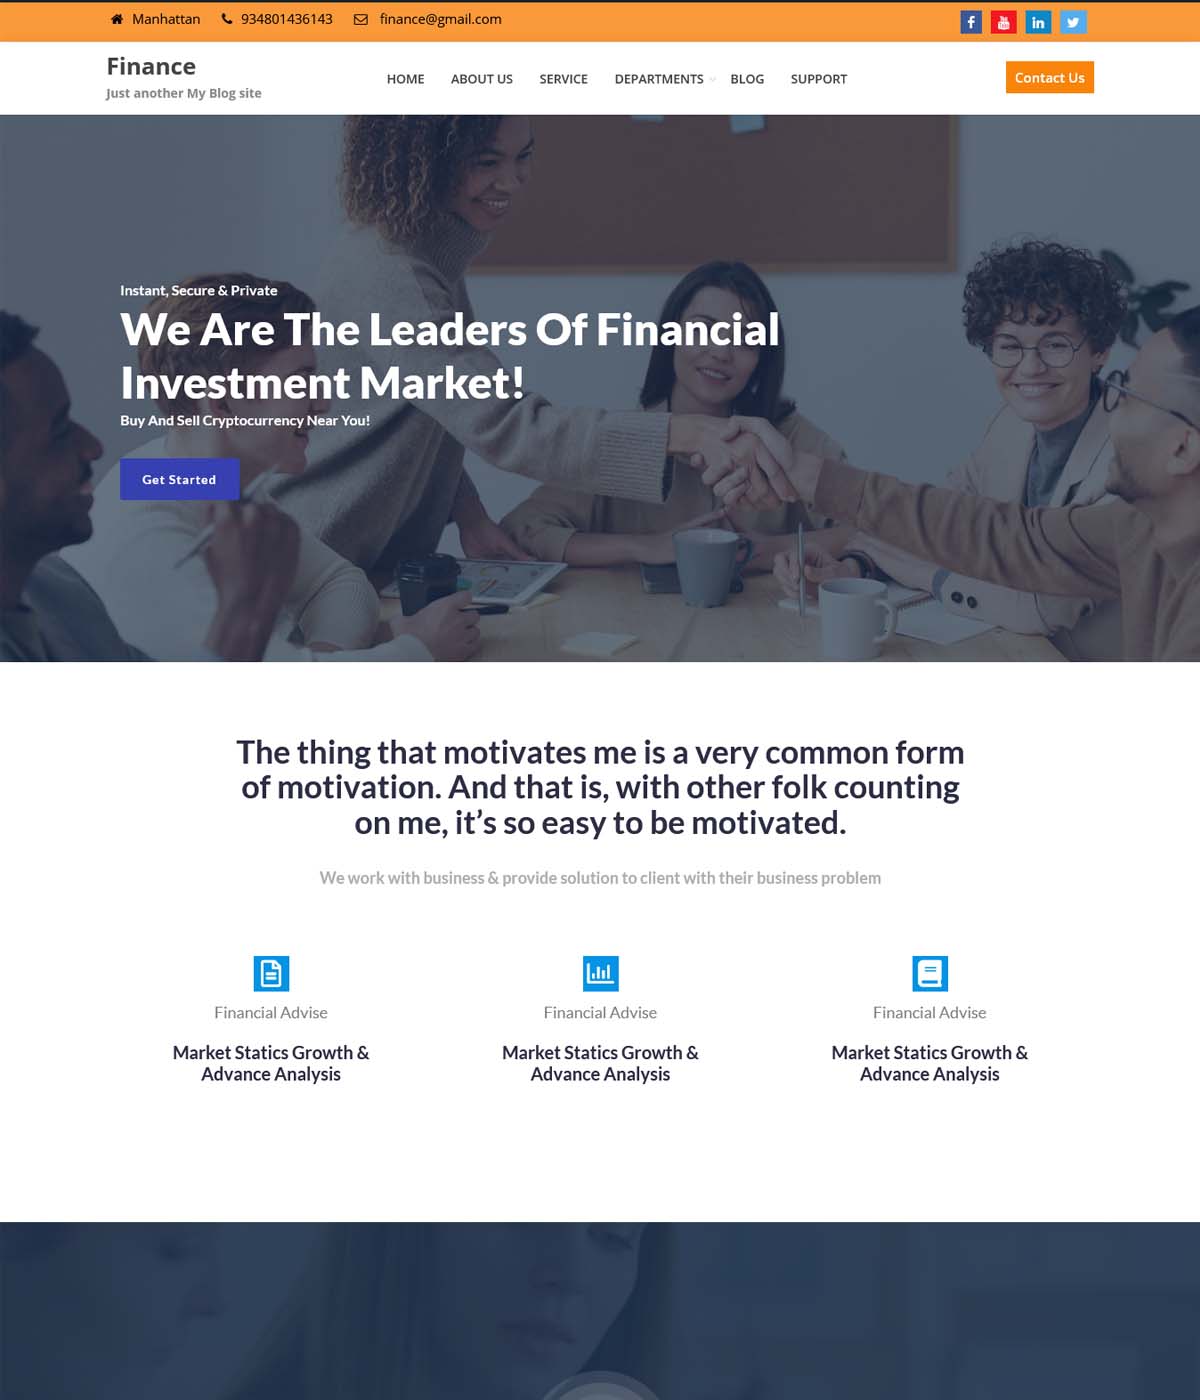 Manhattan 934801436143 finance@gmail.com
Finance
Just another My Blog site
HOME ABOUT US SERVICE DEPARTMENTS BLOG SUPPORT
Contact Us
Instant, Secure & Private
We Are The Leaders Of Financial
Investment Market!
Buy And Sell Cryptocurrency Near You!
Get Started
The thing that motivates me is a very common form
of motivation. And that is, with other folk counting
on me, it’s so easy to be motivated.
We work with business & provide solution to client with their business problem
Financial Advise
Market Statics Growth &
Advance Analysis
Financial Advise
Market Statics Growth &
Advance Analysis
Financial Advise
Market Statics Growth &
Advance Analysis